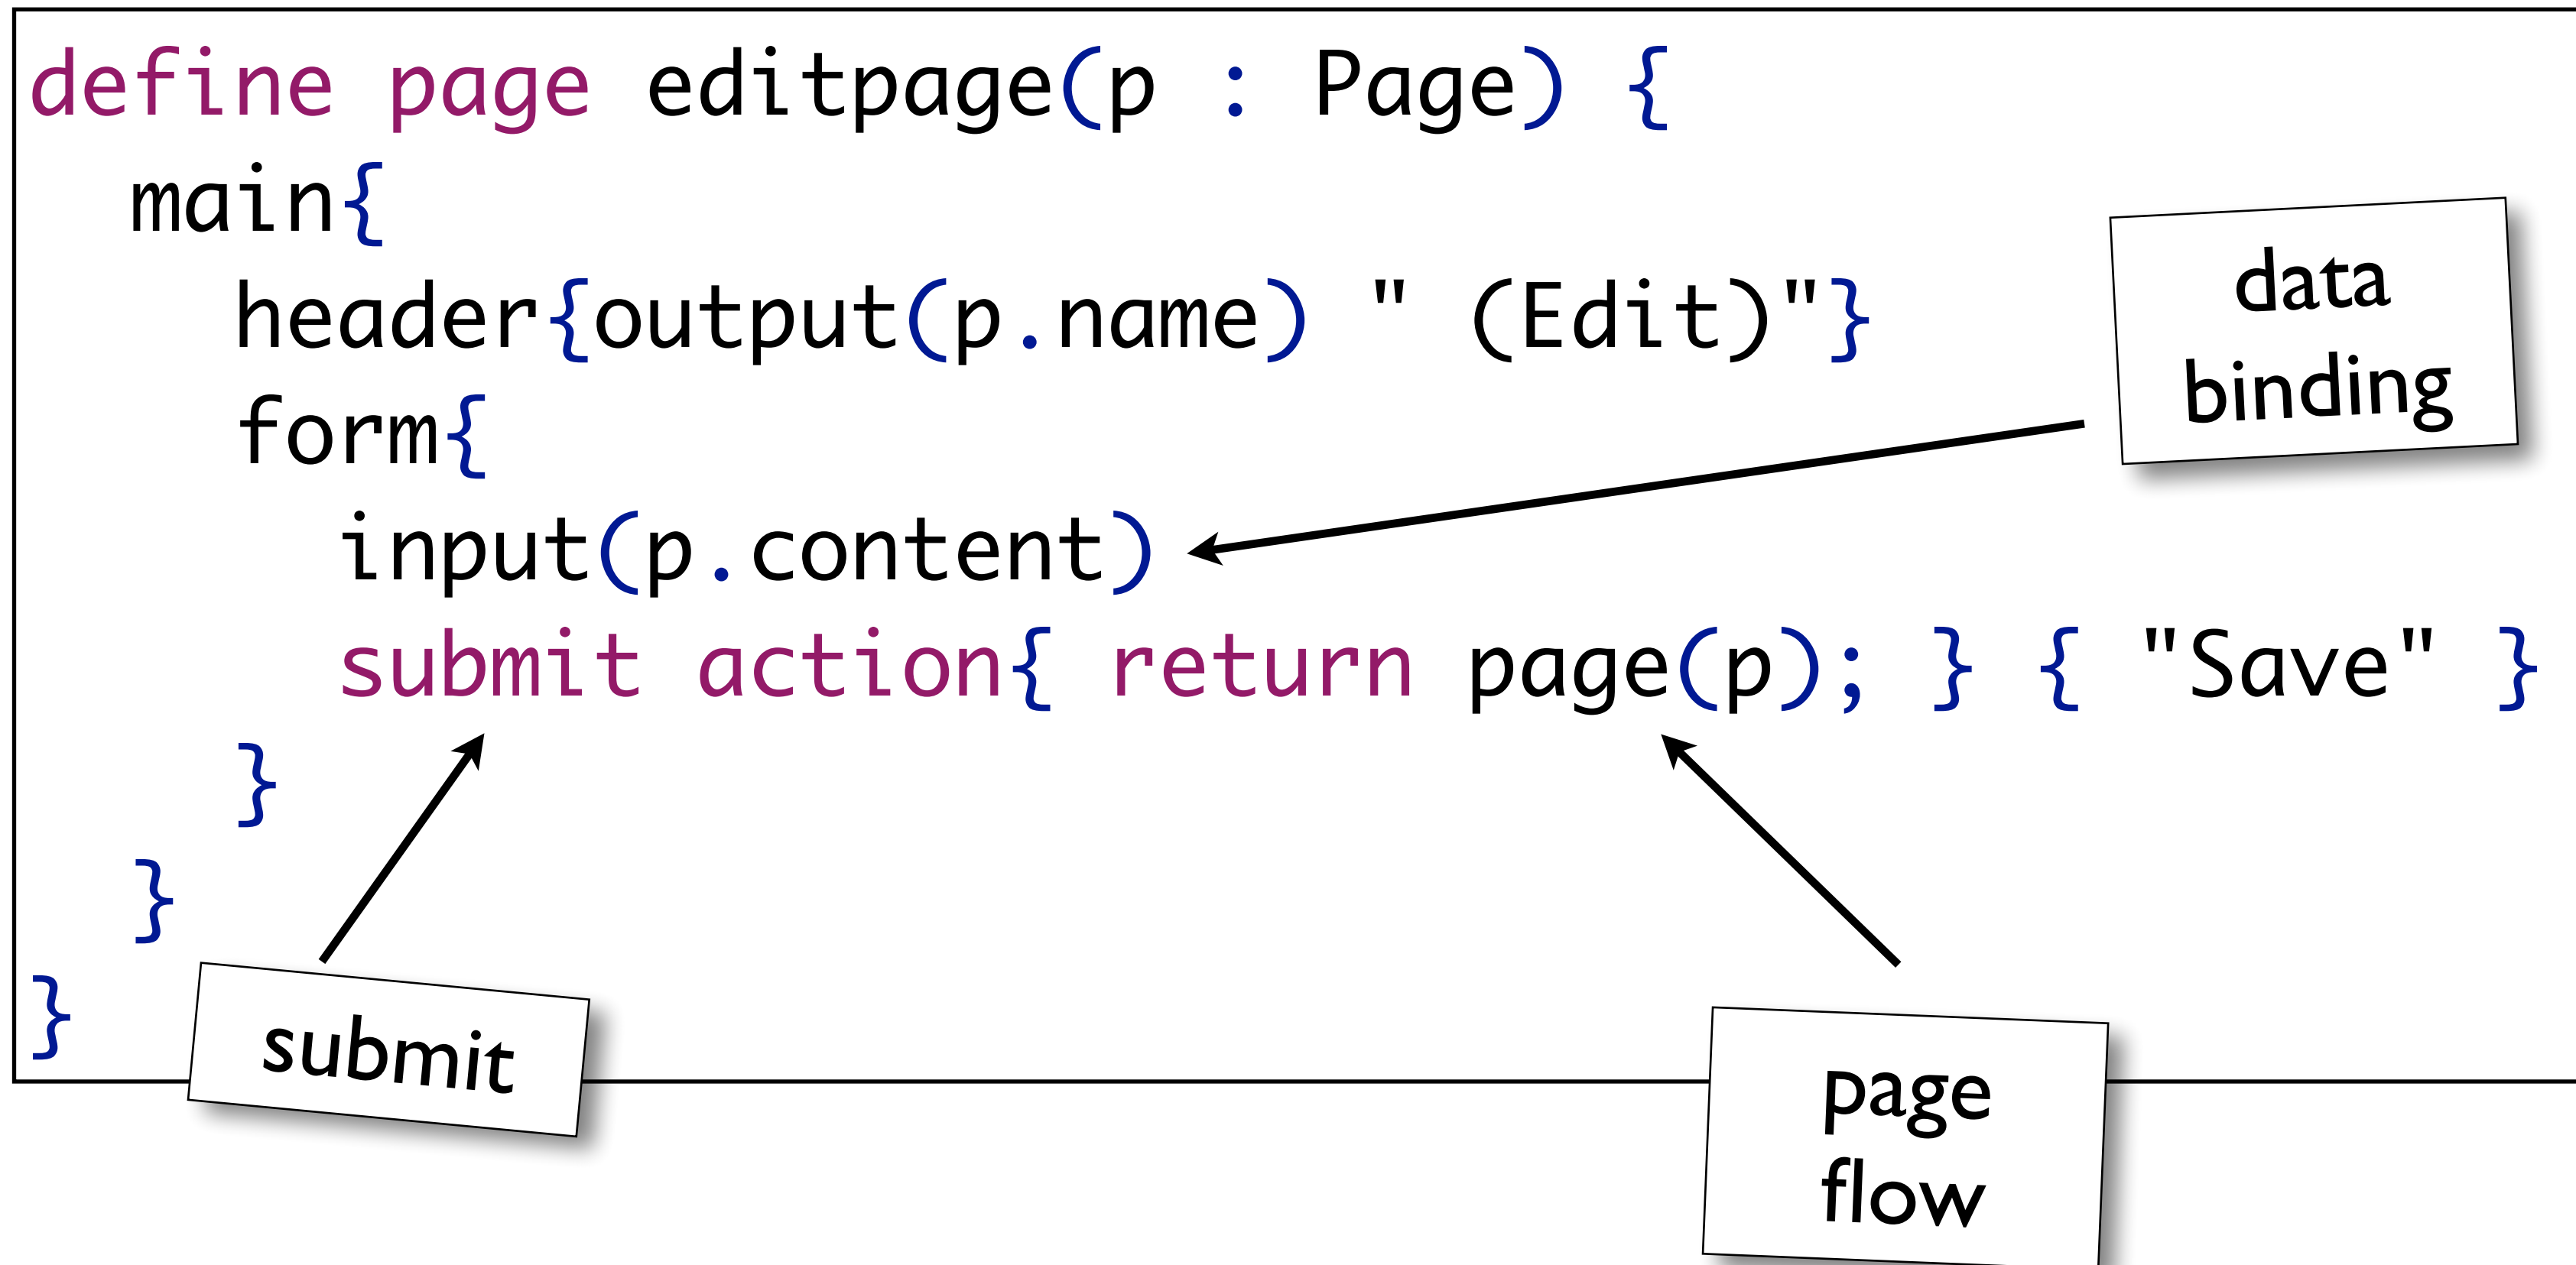 define page editpage(p : Page) {
main{
header{output(p.name) " (Edit)"}
form{
input(p.content)
submit action{ return page(p); } { "Save" }
}
}
}
data
binding
submit
page
flow